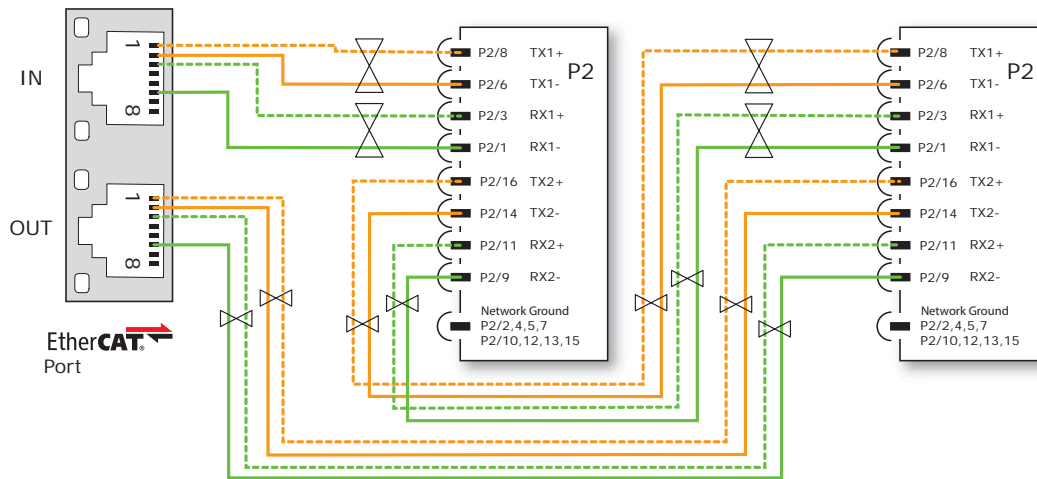 IN
1
8
OUT
1
8
EtherCAT®
Port
P2
P2/8 TX1+
P2/6 TX1-
P2/3 RX1+
P2/1 RX1-
P2/16 TX2+
P2/14 TX2-
P2/11 RX2+
P2/9 RX2-
Network Ground
P2/2,4,5,7
P2/10,12,13,15
P2
P2/8 TX1+
P2/6 TX1-
P2/3 RX1+
P2/1 RX1-
P2/16 TX2+
P2/14 TX2-
P2/11 RX2+
P2/9 RX2-
Network Ground
P2/2,4,5,7
P2/10,12,13,15